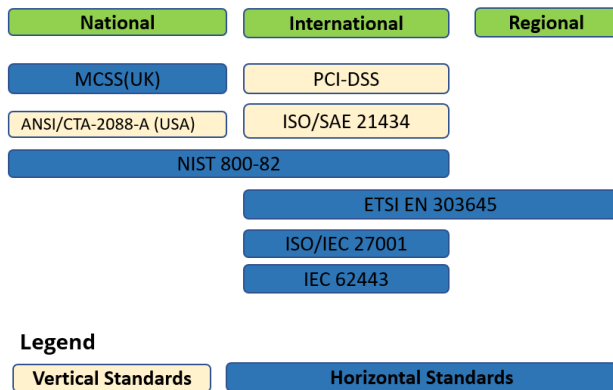 National
International
Regional
MCSS(UK)
PCI-DSS
ANSI/CTA-2088-A (USA)
ISO/SAE 21434
NIST 800-82
ETSI EN 303645
ISO/IEC 27001
IEC 62443
Legend
Vertical Standards
Horizontal Standards